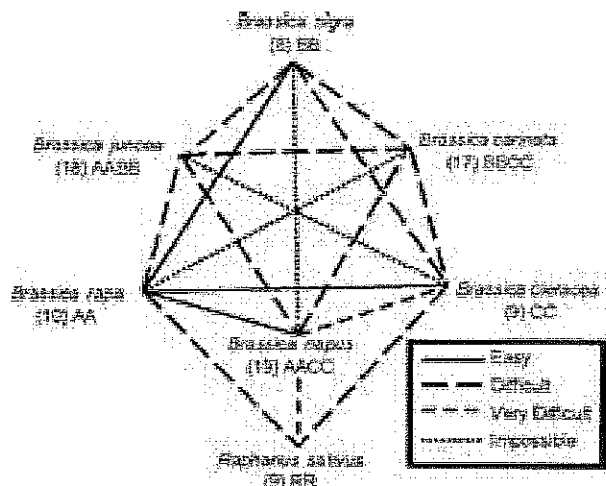 Brassica nigra
(8) BB
Brassica juncea
(18) AABB
Brassica carinata
(17) BBCC
Brassica rapa
(10) AA
Brassica oleracea
(9) CC
Brassica napus
(19) AACC
Raphanus sativus
(9) RR
Easy
Difficult
Very Difficult
Impossible